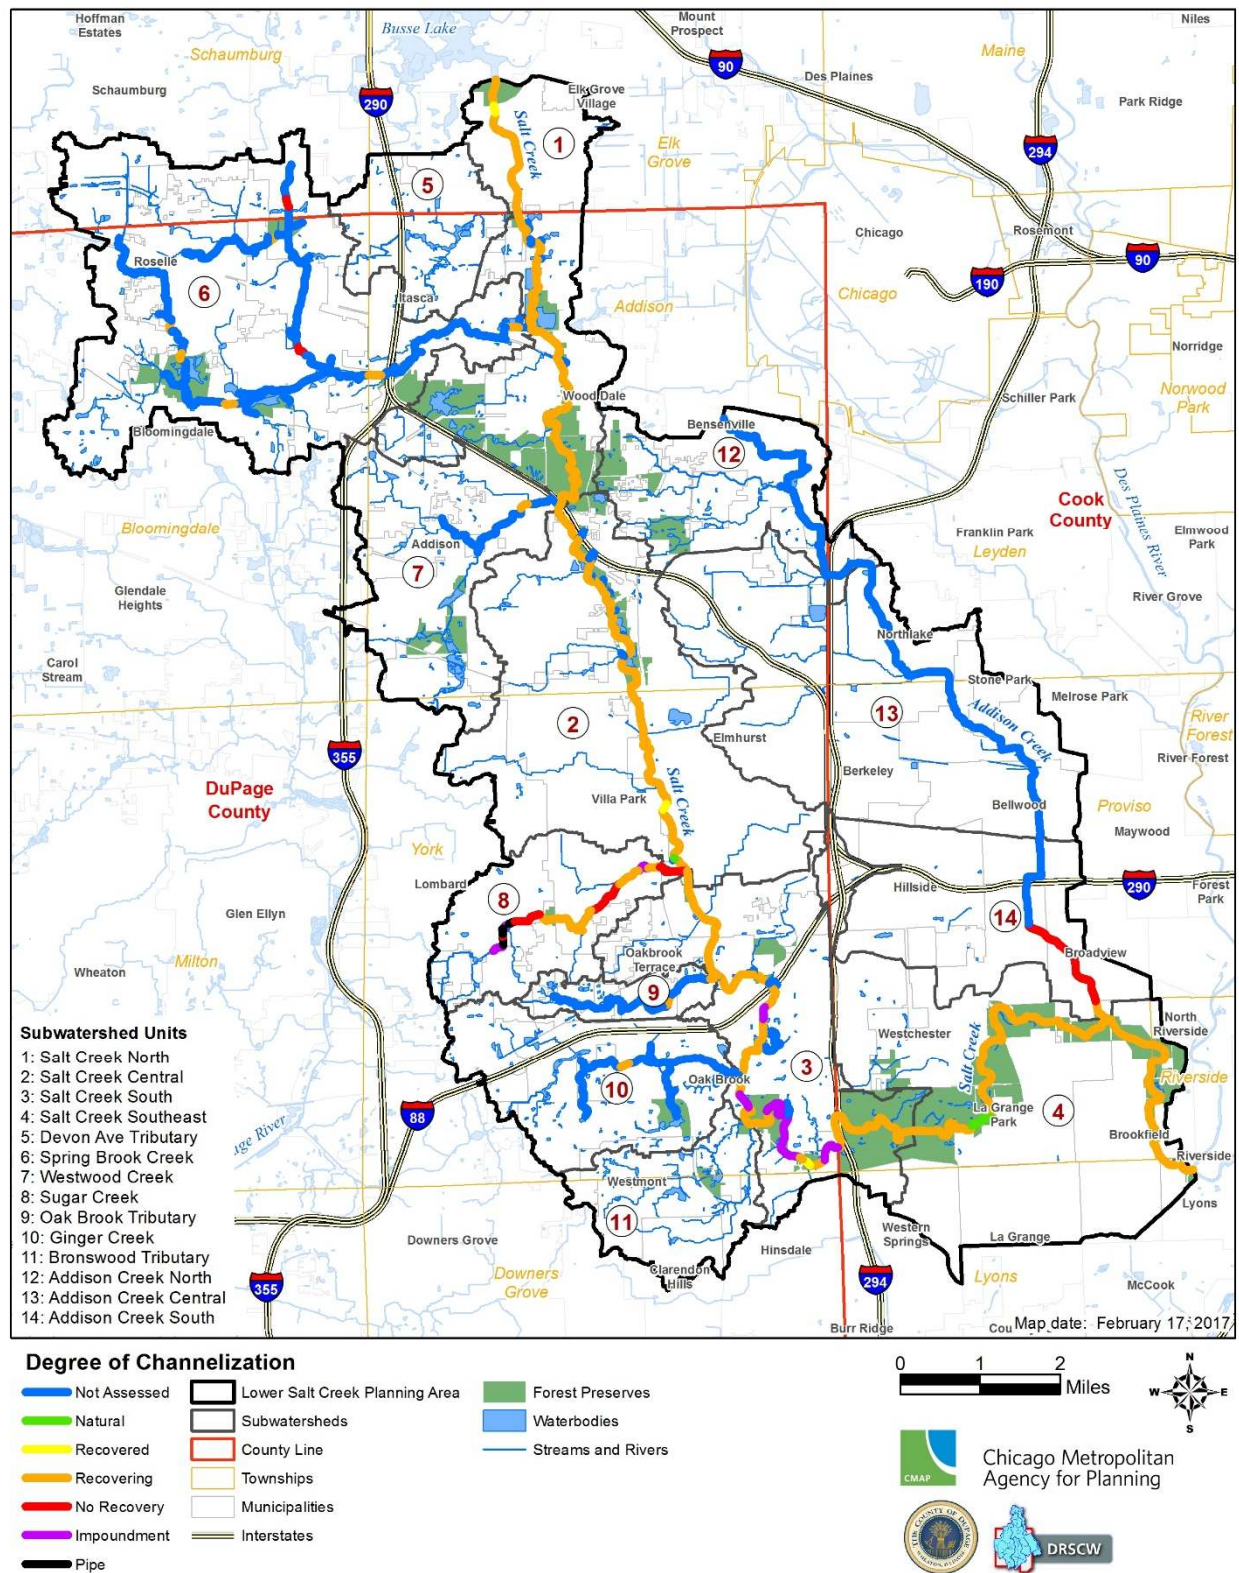 Hoffman
Estates
Busse Lake
Mount
Prospect
Niles
Schaumburg
Maine
90
Des Plaines
Schaumburg
290
Elk Grove
Village
Park Ridge
Salt Creek
1
Elk
Grove
294
5
Chicago
Rosemont
90
Roselle
6
190
Itasca
Addison
Chicago
Norridge
Wood Dale
Schiller Park
Norwood
Park
Bloomingdale
Bensenville
12
Des Plaines River
Cook
County
Bloomingdale
Addison
Franklin Park
Elmwood
Park
Leyden
7
Glendale
Heights
River Grove
Northlake
Carol
Stream
Stone Park
Melrose Park
2
13
Addison Creek
River
Forest
Elmhurst
355
River Forest
Berkeley
DuPage
County
Villa Park
Salt Creek
Bellwood
Proviso
Maywood
York
Lombard
8
Hillside
290
Forest
Park
Glen Ellyn
14
Oakbrook
Terrace
Broadview
Wheaton
Milton
9
Subwatershed Units
1: Salt Creek North
2: Salt Creek Central
3: Salt Creek South
4: Salt Creek Southeast
5: Devon Ave Tributary
6: Spring Brook Creek
7: Westwood Creek
8: Sugar Creek
9: Oak Brook Tributary
10: Ginger Creek
11: Bronswood Tributary
12: Addison Creek North
13: Addison Creek Central
14: Addison Creek South
Westchester
North
Riverside
Salt Creek
3
Oak Brook
10
Riverside
La Grange
Park
4
88
Brookfield
Riverside
Westmont
Lyons
11
Western
Springs
Downers Grove
Hinsdale
La Grange
Clarendon
Hills
Downers
Grove
355
294
Lyons
McCook
Burr Ridge
Map date: February 17, 2017
Degree of Channelization
Not Assessed
Natural
Recovered
Recovering
No Recovery
Impoundment
Pipe
Lower Salt Creek Planning Area
Subwatersheds
County Line
Townships
Municipalities
Interstates
Forest Preserves
Waterbodies
Streams and Rivers
0 1 2
Miles
N
W E
S
CMAP
Chicago Metropolitan
Agency for Planning
THE COUNTY OF DUPAGE
DRSCW